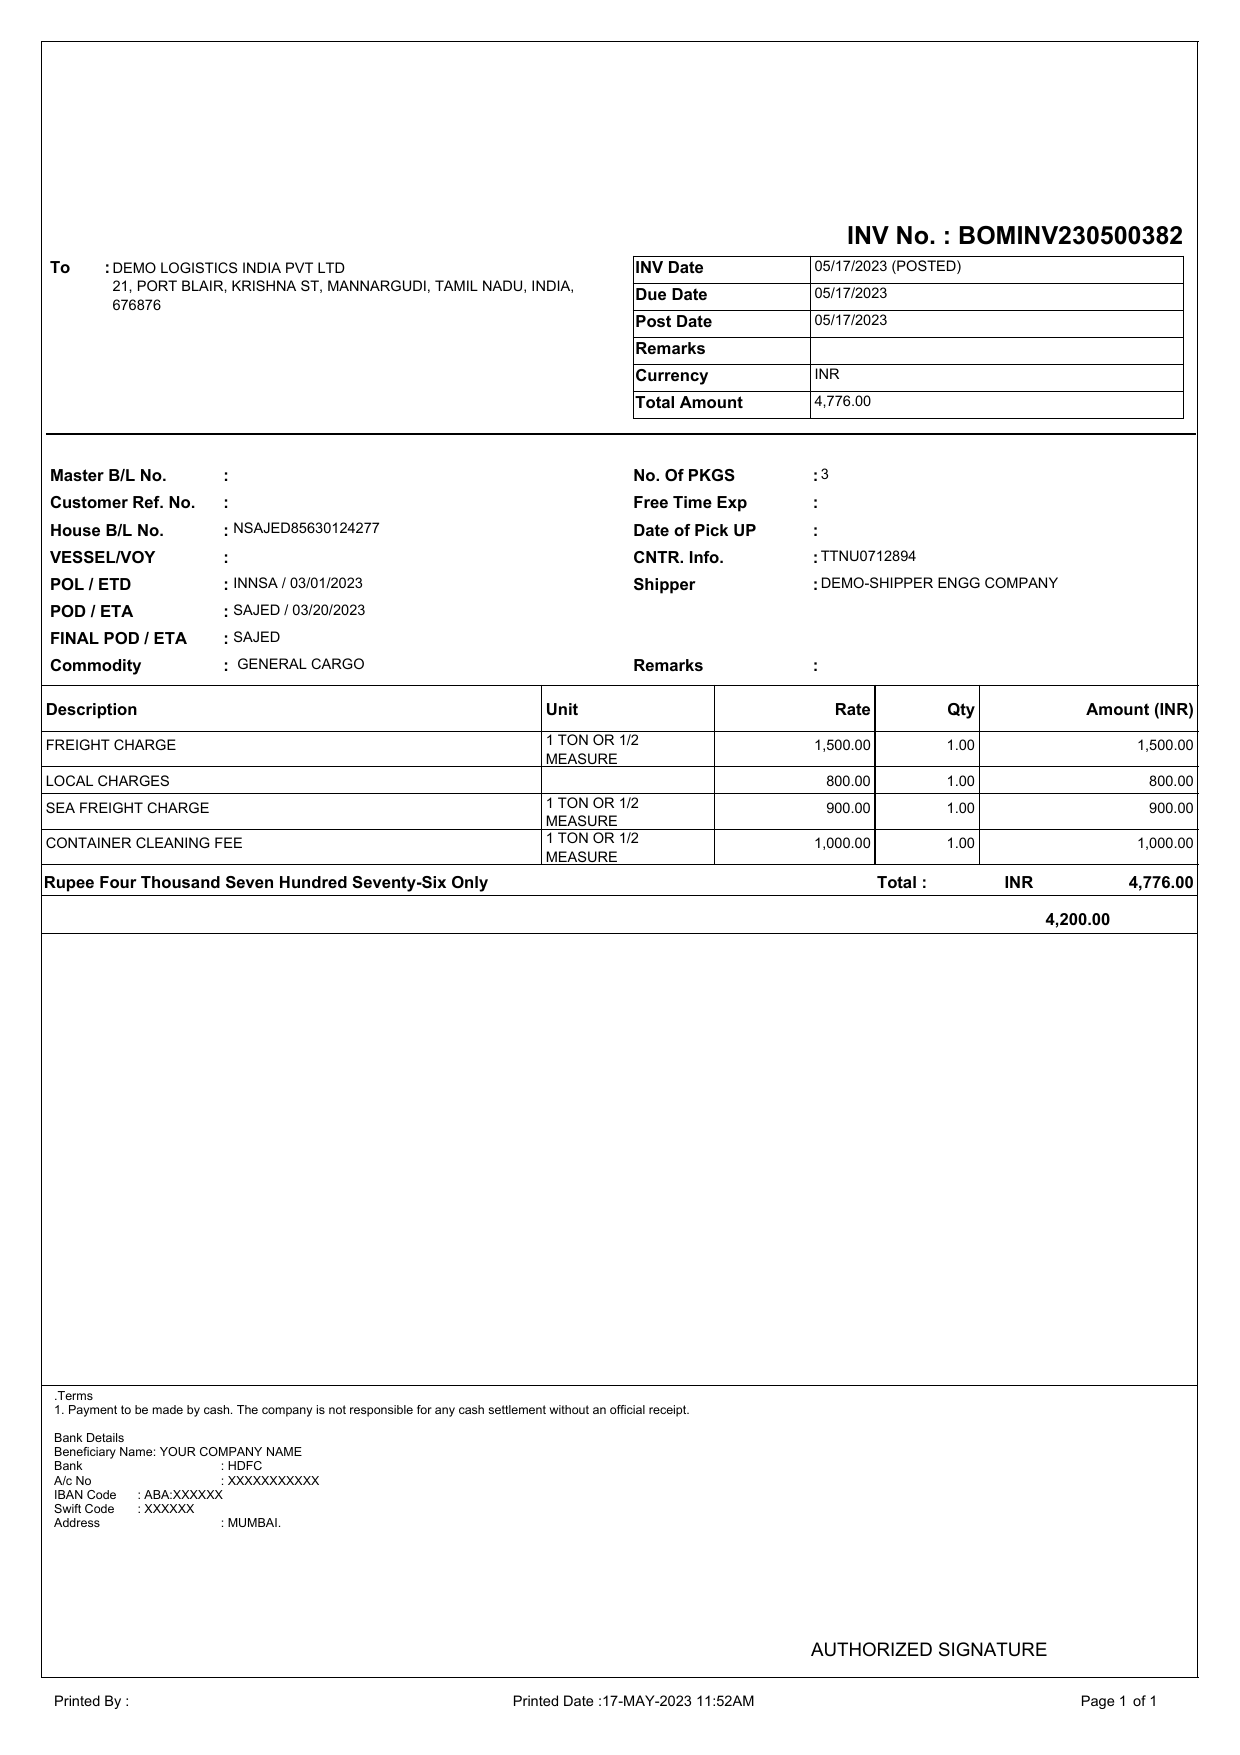 INV No. : BOMINV230500382
To : DEMO LOGISTICS INDIA PVT LTD
21, PORT BLAIR, KRISHNA ST, MANNARGUDI, TAMIL NADU, INDIA,
676876
INV Date 05/17/2023 (POSTED)
Due Date 05/17/2023
Post Date 05/17/2023
Remarks
Currency INR
Total Amount 4,776.00
Master B/L No. :
Customer Ref. No. :
House B/L No. : NSAJED85630124277
VESSEL/VOY :
POL / ETD : INNSA / 03/01/2023
POD / ETA : SAJED / 03/20/2023
FINAL POD / ETA : SAJED
Commodity : GENERAL CARGO
No. Of PKGS : 3
Free Time Exp :
Date of Pick UP :
CNTR. Info. : TTNU0712894
Shipper : DEMO-SHIPPER ENGG COMPANY
Remarks :
Description Unit Rate Qty Amount (INR)
FREIGHT CHARGE 1 TON OR 1/2 1,500.00 1.00 1,500.00
MEASURE
LOCAL CHARGES 800.00 1.00 800.00
SEA FREIGHT CHARGE 1 TON OR 1/2 900.00 1.00 900.00
MEASURE
CONTAINER CLEANING FEE 1 TON OR 1/2 1,000.00 1.00 1,000.00
MEASURE
Rupee Four Thousand Seven Hundred Seventy-Six Only Total : INR 4,776.00
4,200.00
.Terms
1. Payment to be made by cash. The company is not responsible for any cash settlement without an official receipt.
Bank Details
Beneficiary Name: YOUR COMPANY NAME
Bank : HDFC
A/c No : XXXXXXXXXXX
IBAN Code : ABA:XXXXXX
Swift Code : XXXXXX
Address : MUMBAI.
AUTHORIZED SIGNATURE
Printed By : Printed Date :17-MAY-2023 11:52AM Page 1 of 1